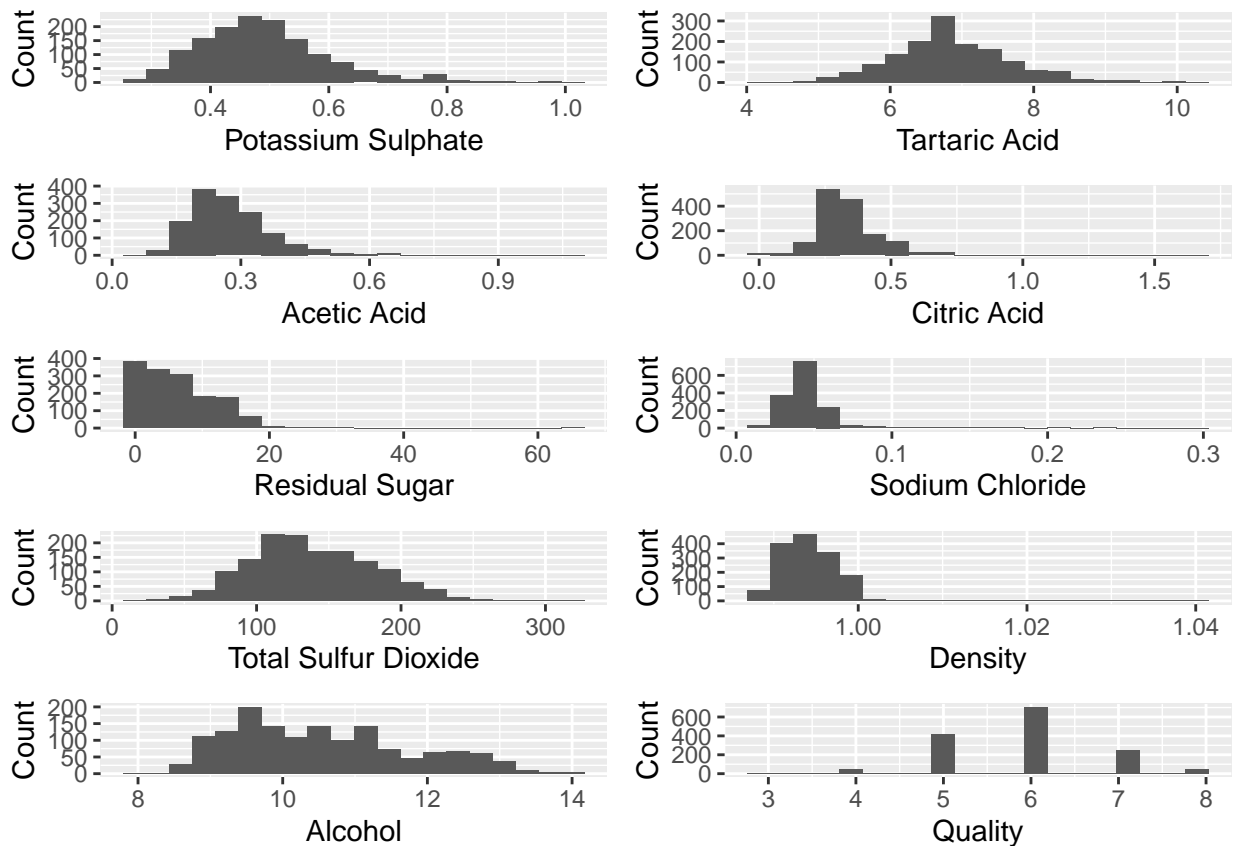 Count
200
150
100
50
0
0.4 0.6 0.8 1.0
Potassium Sulphate
Count
300
200
100
0
4 6 8 10
Tartaric Acid
Count
400
300
200
100
0
0.0 0.3 0.6 0.9
Acetic Acid
Count
400
200
0
0.0 0.5 1.0 1.5
Citric Acid
Count
400
300
200
100
0
0 20 40 60
Residual Sugar
Count
600
400
200
0
0.0 0.1 0.2 0.3
Sodium Chloride
Count
200
150
100
50
0
0 100 200 300
Total Sulfur Dioxide
Count
400
300
200
100
0
1.00 1.02 1.04
Density
Count
200
150
100
50
0
8 10 12 14
Alcohol
Count
600
400
200
0
3 4 5 6 7 8
Quality